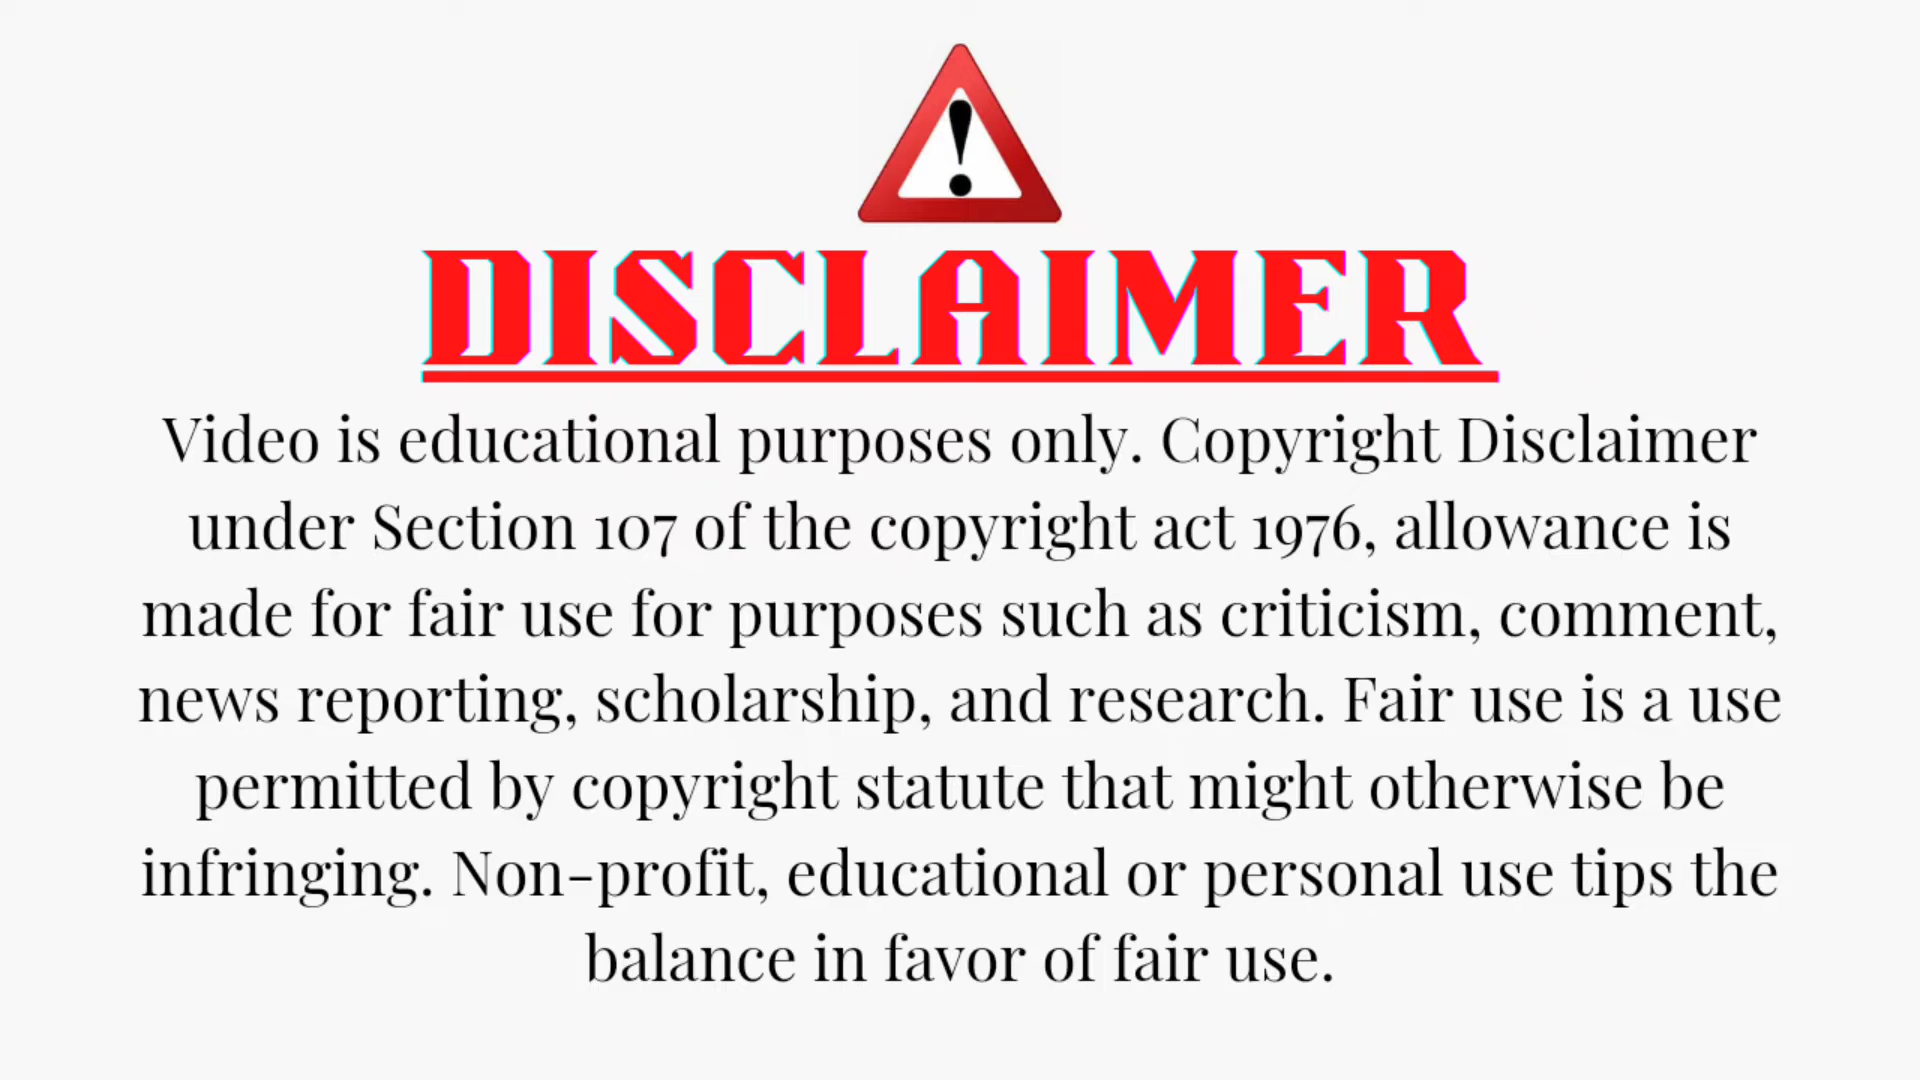 DISCLAIMER
Video is educational purposes only. Copyright Disclaimer
under Section 107 of the copyright act 1976, allowance is
made for fair use for purposes such as criticism, comment,
news reporting, scholarship, and research. Fair use is a use
permitted by copyright statute that might otherwise be
infringing. Non-profit, educational or personal use tips the
balance in favor of fair use.